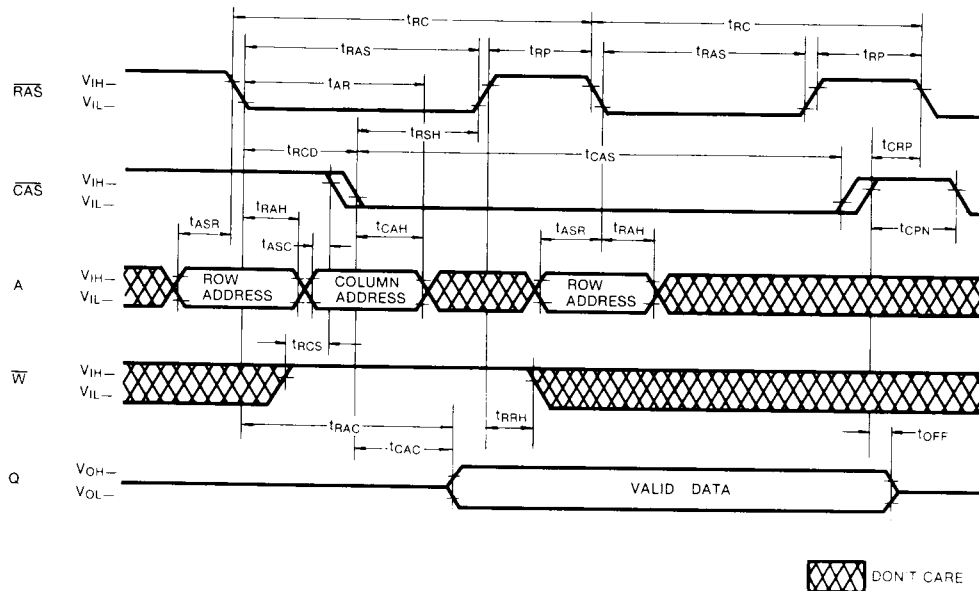 tRC tRC
tRAS tRP tRAS tRP
RAS VIH VIL tAR
tRSH
tRCD tCAS tCRP
CAS VIH VIL
tASR tRAH tASC tCAH tASR tRAH tCPN
A VIH VIL ROW ADDRESS COLUMN ADDRESS ROW ADDRESS
tRCS
W VIH VIL
tRAC tRRH
tCAC tOFF
Q VOH VOL VALID DATA
DON'T CARE